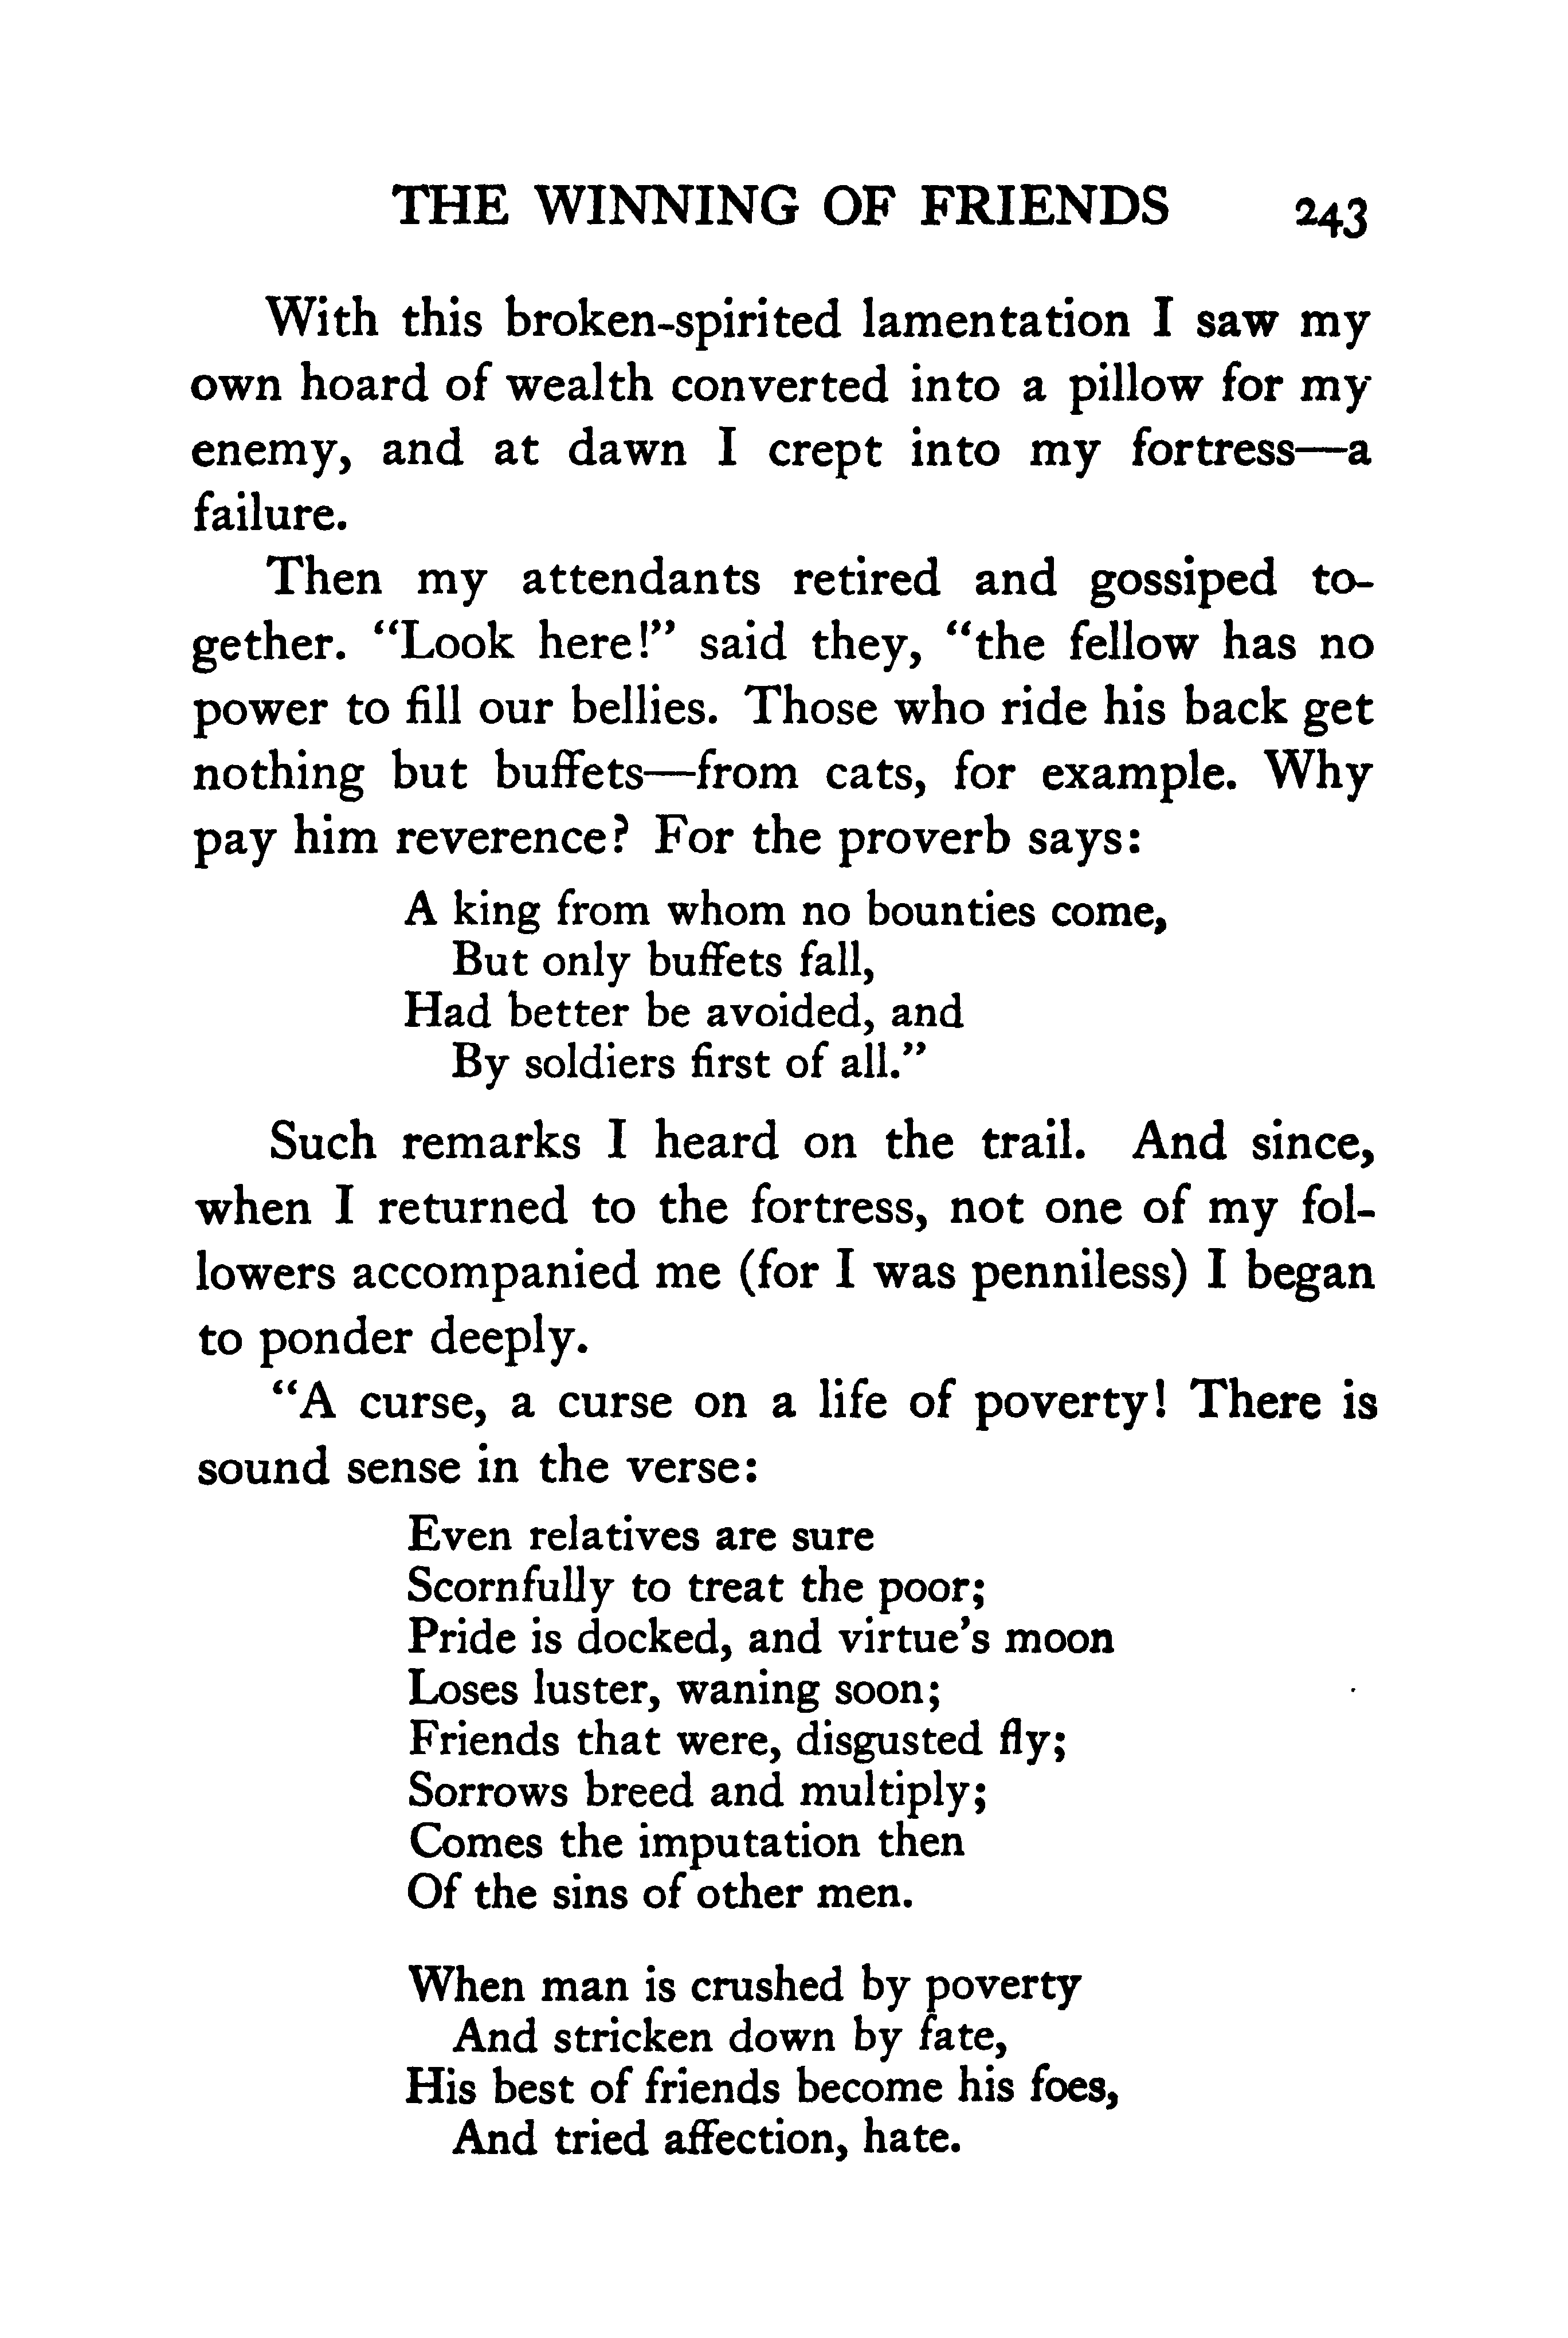 THE WINNING OF FRIENDS 243
With this broken-spirited lamentation I saw my
own hoard of wealth converted into a pillow for my
enemy, and at dawn I crept into my fortress—a
failure.
Then my attendants retired and gossiped to-
gether. “Look here!” said they, “the fellow has no
power to fill our bellies. Those who ride his back get
nothing but buffets—from cats, for example. Why
pay him reverence? For the proverb says:
A king from whom no bounties come,
But only buffets fall,
Had better be avoided, and
By soldiers first of all.”
Such remarks I heard on the trail. And since,
when I returned to the fortress, not one of my fol-
lowers accompanied me (for I was penniless) I began
to ponder deeply.
“A curse, a curse on a life of poverty! There is
sound sense in the verse:
Even relatives are sure
Scornfully to treat the poor;
Pride is docked, and virtue’s moon
Loses luster, waning soon;
Friends that were, disgusted fly;
Sorrows breed and multiply;
Comes the imputation then
Of the sins of other men.
When man is crushed by poverty
And stricken down by fate,
His best of friends become his foes,
And tried affection, hate.